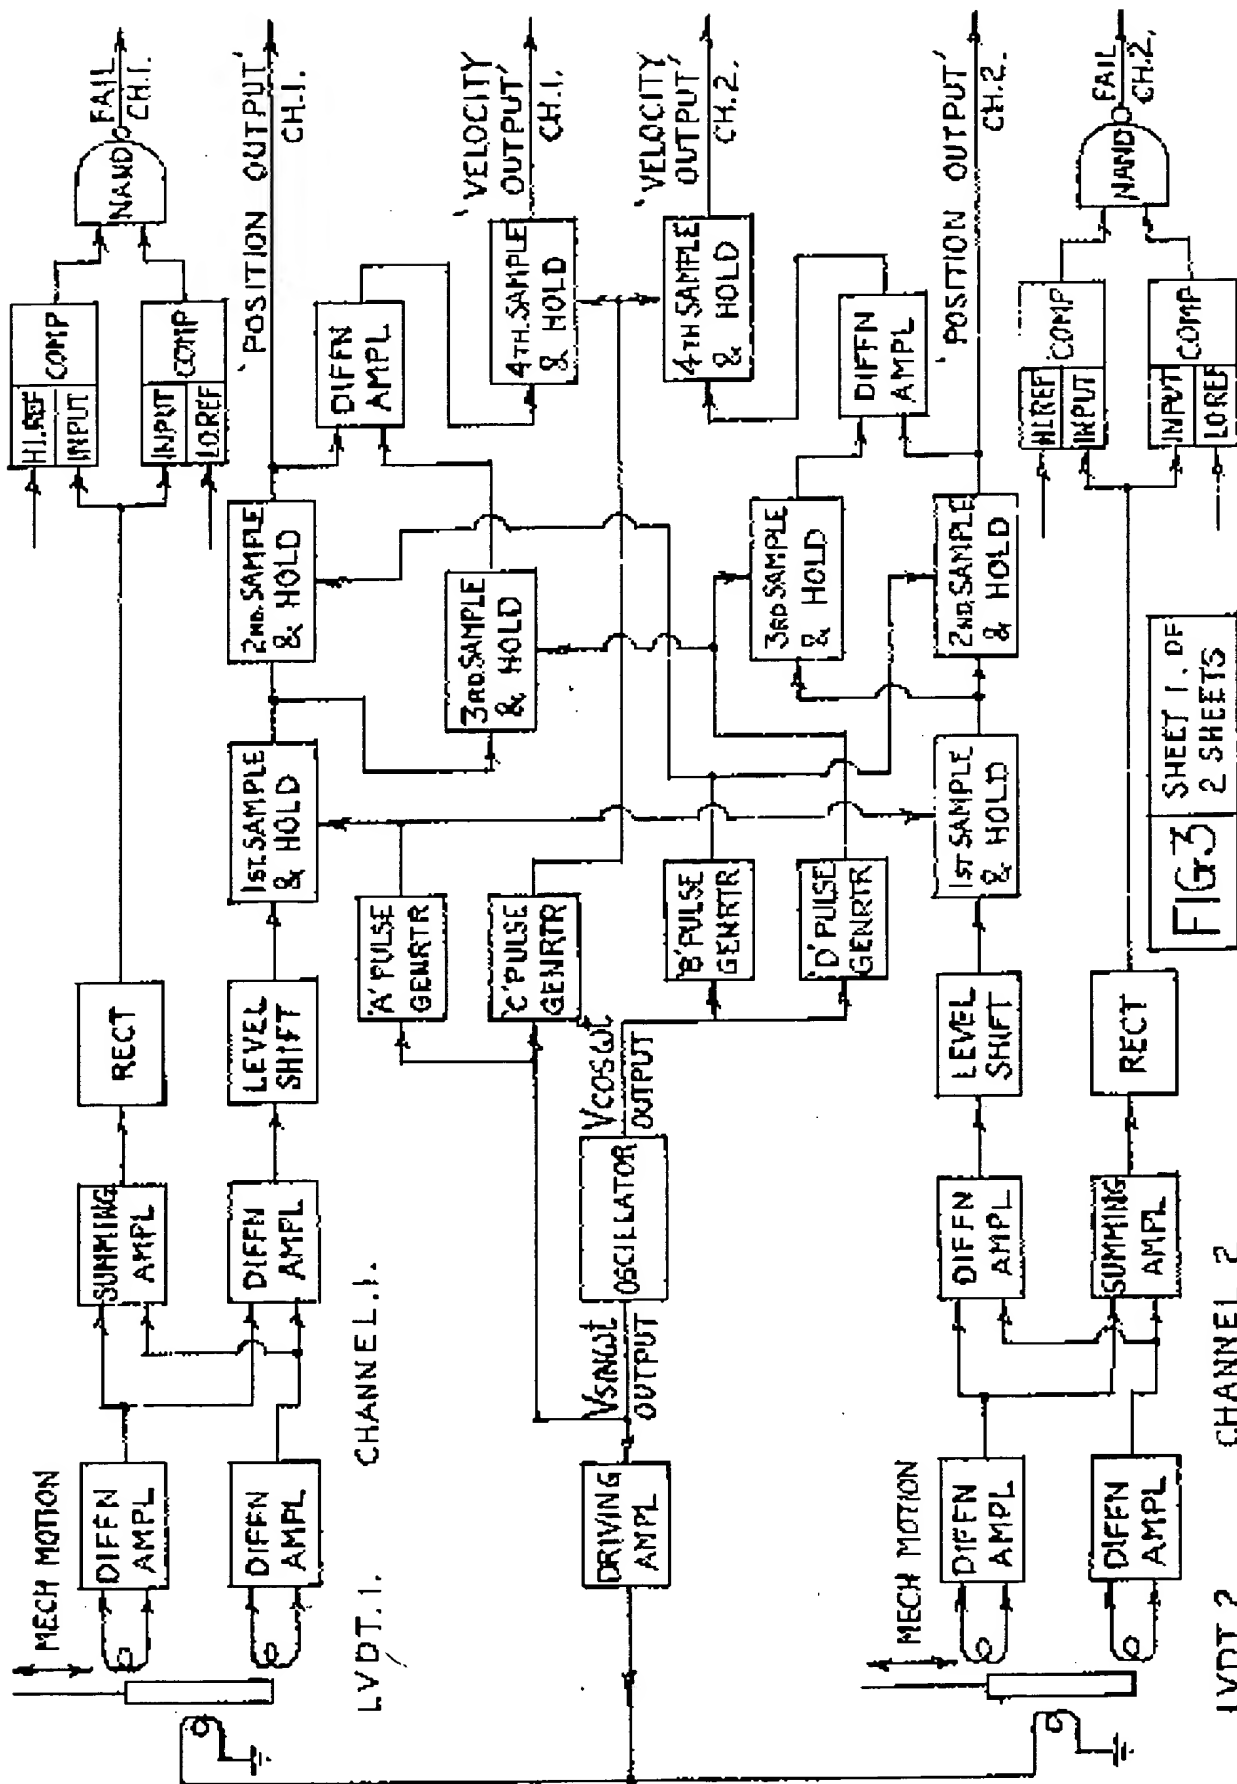 MECH MOTION
DIFFN
AMPL
DIFFN
AMPL
LVDT.1.
CHANNEL.1.
SUMMING
AMPL
DIFFN
AMPL
RECT
LEVEL
SHIFT
1ST. SAMPLE
& HOLD
2ND. SAMPLE
& HOLD
3RD. SAMPLE
& HOLD
HI.REF
INPUT
COMP
INPUT
LO.REF
COMP
NAND
FAIL
CH.1.
'POSITION OUTPUT'
CH.1.
DIFFN
AMPL
4TH. SAMPLE
& HOLD
'VELOCITY
OUTPUT'
CH.1.
'A' PULSE
GENRTR
'C' PULSE
GENRTR
'B' PULSE
GENRTR
'D' PULSE
GENRTR
DRIVING
AMPL
Vsinωt
OUTPUT
OSCILLATOR
Vcosωt
OUTPUT
4TH SAMPLE
& HOLD
'VELOCITY
OUTPUT'
CH.2.
DIFFN
AMPL
3RD SAMPLE
& HOLD
MECH MOTION
DIFFN
AMPL
DIFFN
AMPL
LVDT.2
CHANNEL.2
DIFFN
AMPL
SUMMING
AMPL
LEVEL
SHIFT
RECT
1ST SAMPLE
& HOLD
2ND. SAMPLE
& HOLD
'POSITION OUTPUT'
CH.2.
HI.REF
INPUT
COMP
INPUT
LO.REF
COMP
NAND
FAIL
CH.2.
FIG3
SHEET 1. OF
2 SHEETS